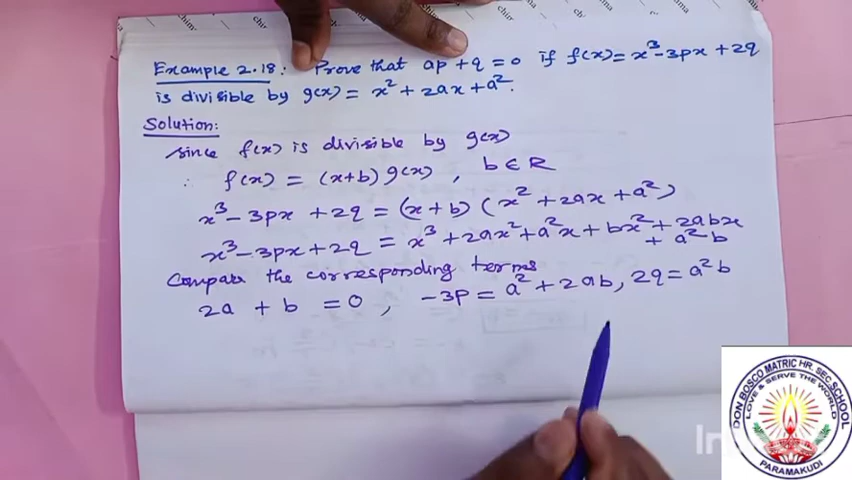 Example 2.18: Prove that ap + q = 0 if f(x) = x³ - 3px + 2q
is divisible by g(x) = x² + 2ax + a².
Solution:
since f(x) is divisible by g(x)
∴ f(x) = (x+b) g(x), b ∈ R
x³ - 3px + 2q = (x+b) (x² + 2ax + a²)
x³ - 3px + 2q = x³ + 2ax² + a²x + bx² + 2abx
+ a²b
Compare the corresponding terms
2a + b = 0, -3p = a² + 2ab, 2q = a²b
DON BOSCO MATRIC HR. SEC SCHOOL
LOVE & SERVE THE WORLD
PARAMAKUDI